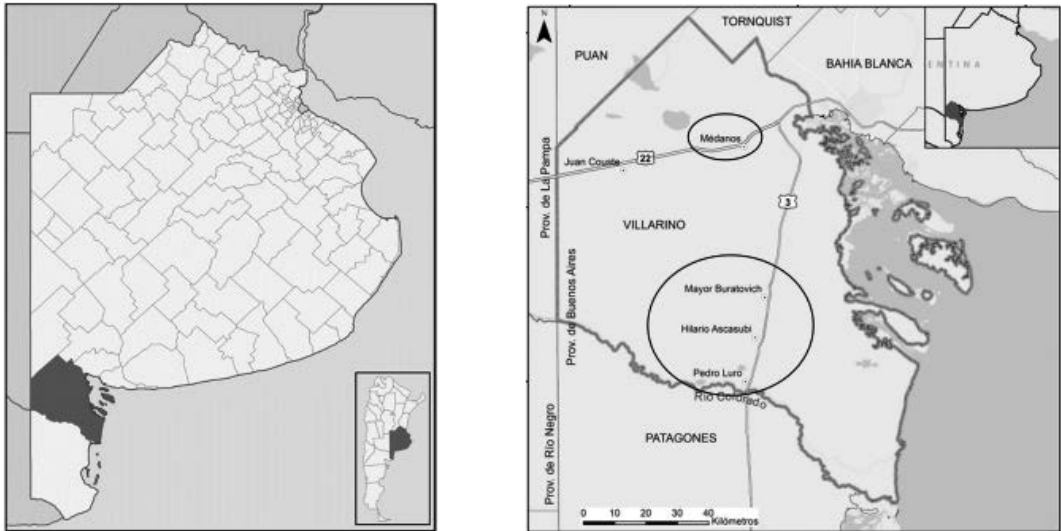 N
TORNQUIST
PUAN
BAHIA BLANCA
ENTINA
Médanos
Juan Couste
22
3
Prov. de La Pampa
VILLARINO
Mayor Buratovich
Hilario Ascasubi
Prov. de Buenos Aires
Pedro Luro
Río Colorado
PATAGONES
Prov. de Río Negro
0 10 20 30 40
Kilómetros